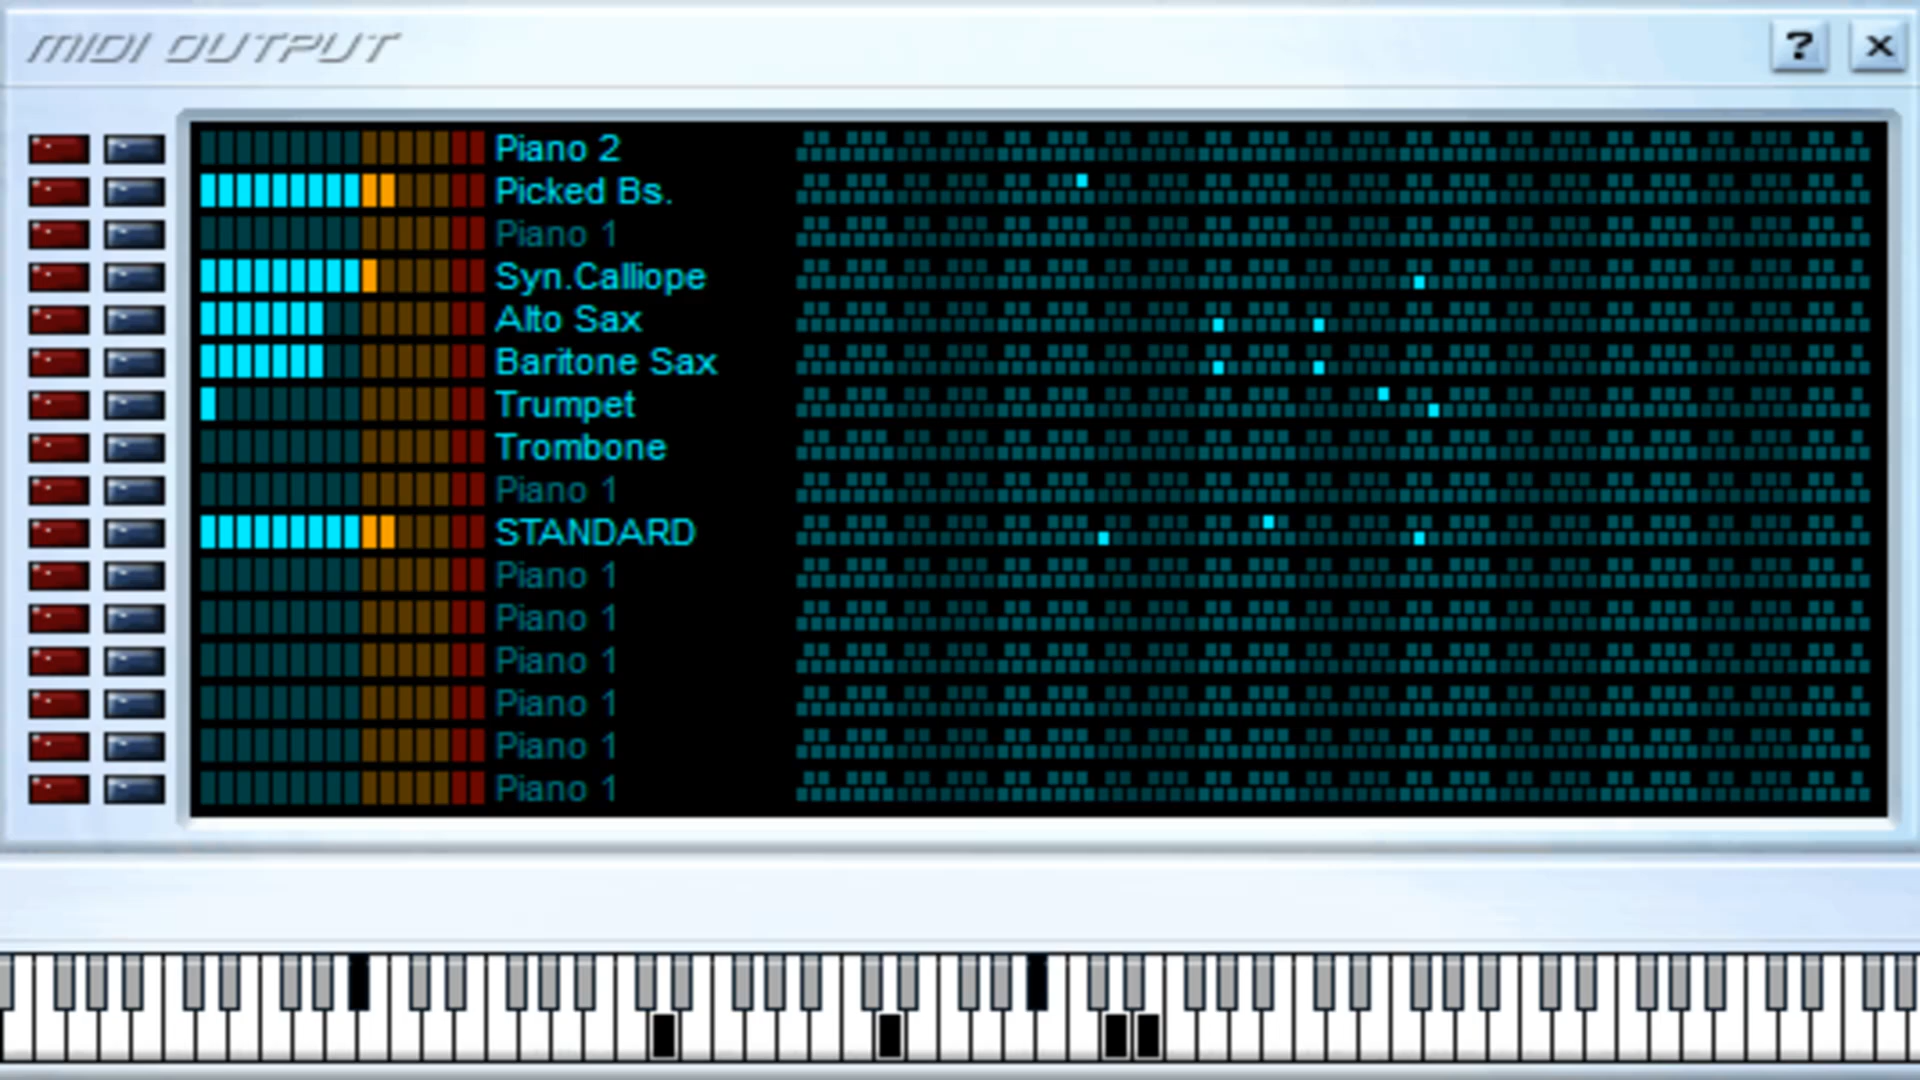 MIDI OUTPUT
?
×
Piano 2
Picked Bs.
Piano 1
Syn.Calliope
Alto Sax
Baritone Sax
Trumpet
Trombone
Piano 1
STANDARD
Piano 1
Piano 1
Piano 1
Piano 1
Piano 1
Piano 1